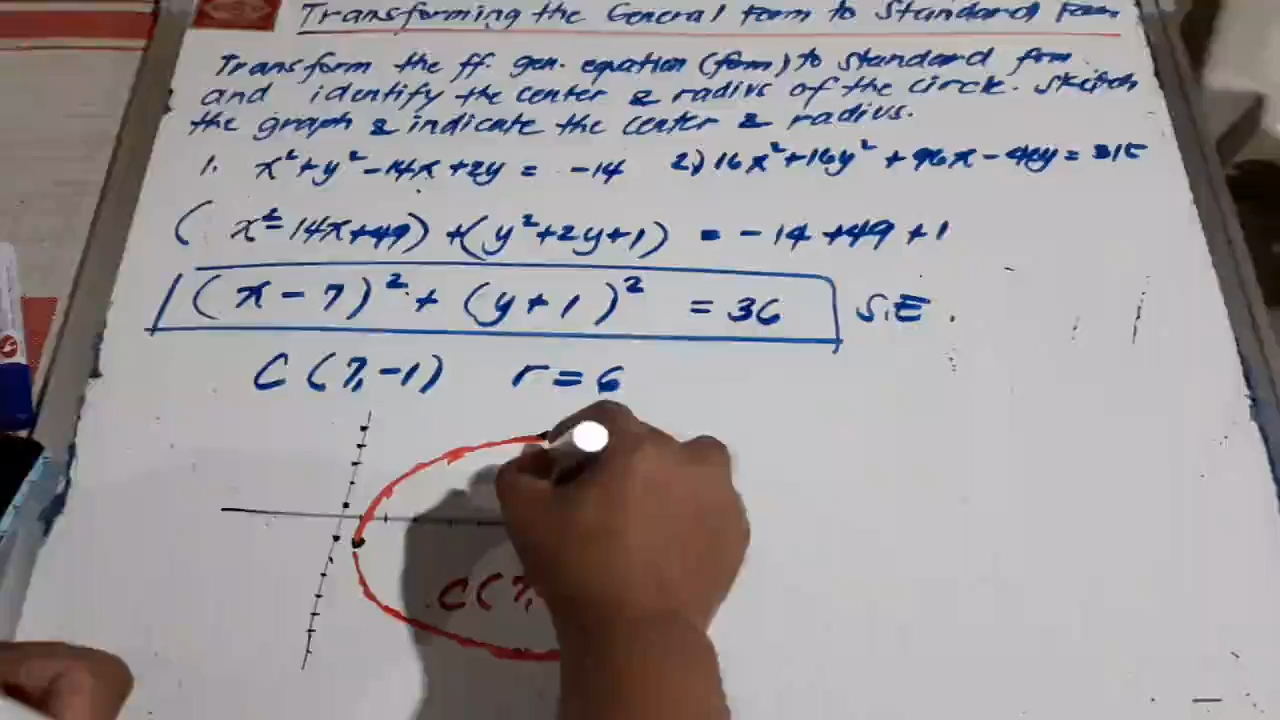 Transforming the General Form to Standard Form
Transform the ff. gen. equation (form) to standard form
and identify the center & radius of the circle. Sketch
the graph & indicate the center & radius.
1. x²+y²-14x+2y = -14 2) 16x²+16y²+96x-40y=315
(x²-14x+49)+(y²+2y+1) = -14+49+1
(x-7)²+(y+1)² =36 S.E.
C(7,-1) r=6
C(7,